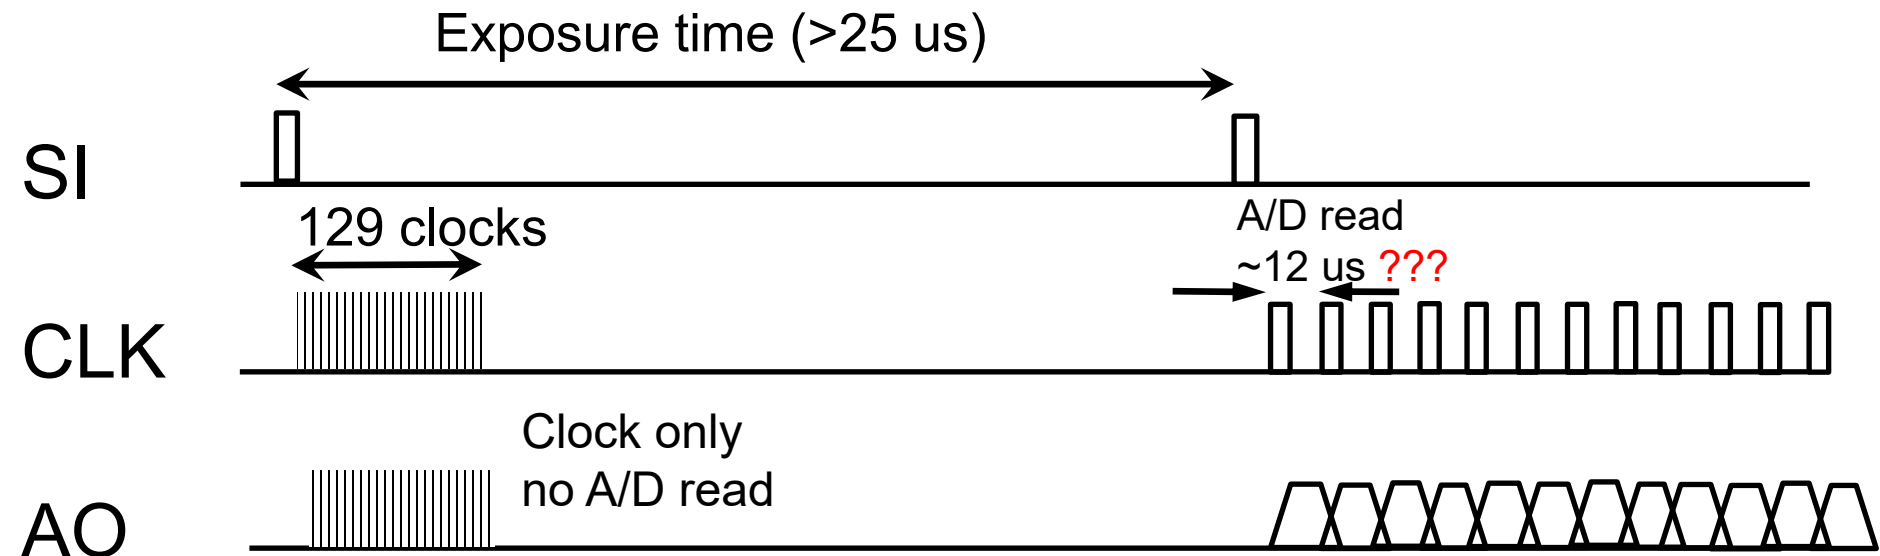 Exposure time (>25 us)
SI
129 clocks
A/D read
~12 us ???
CLK
Clock only
no A/D read
AO